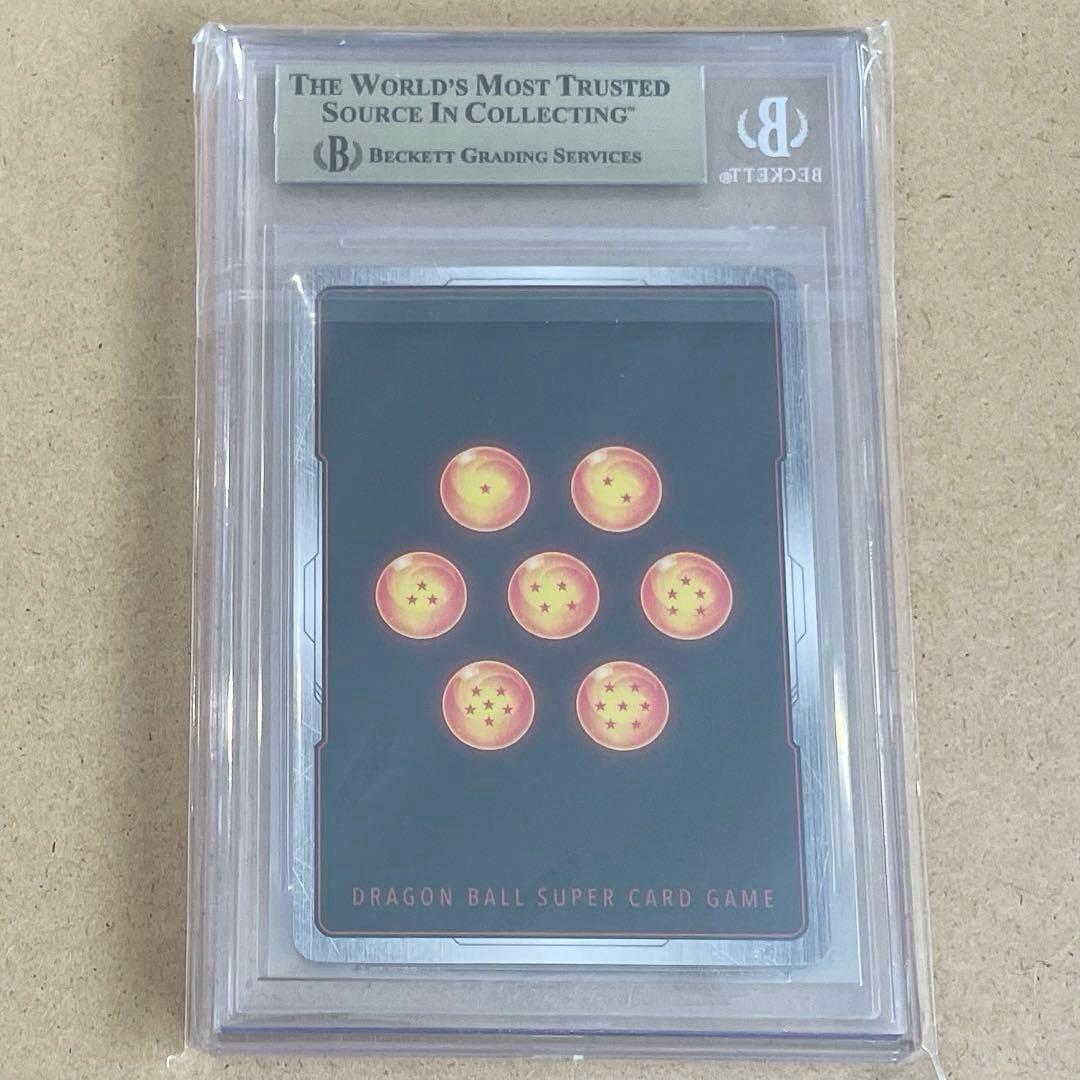 THE WORLD'S MOST TRUSTED
SOURCE IN COLLECTING™
B BECKETT GRADING SERVICES
B
BECKETT®
DRAGON BALL SUPER CARD GAME